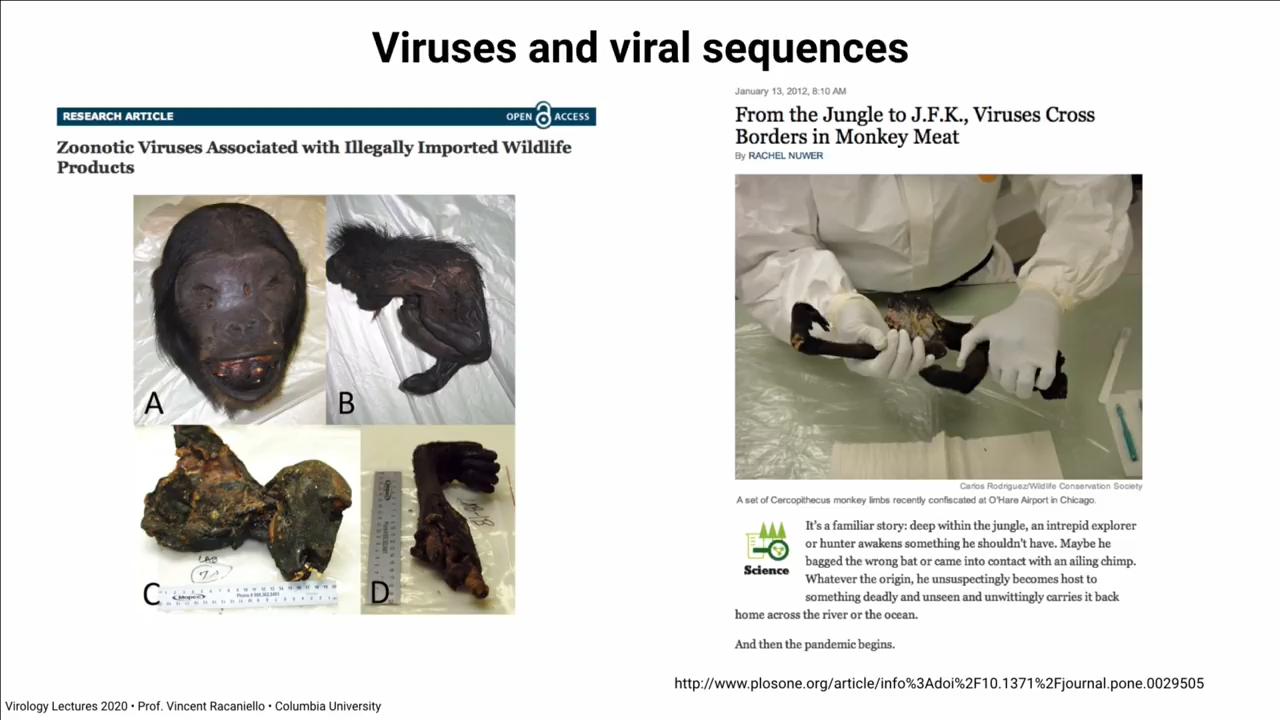 Viruses and viral sequences
RESEARCH ARTICLE
OPEN ACCESS
Zoonotic Viruses Associated with Illegally Imported Wildlife
Products
A
B
C
D
January 13, 2012, 8:10 AM
From the Jungle to J.F.K., Viruses Cross
Borders in Monkey Meat
By RACHEL NUWER
Carlos Rodriguez/Wildlife Conservation Society
A set of Cercopithecus monkey limbs recently confiscated at O'Hare Airport in Chicago.
Science
It's a familiar story: deep within the jungle, an intrepid explorer
or hunter awakens something he shouldn't have. Maybe he
bagged the wrong bat or came into contact with an ailing chimp.
Whatever the origin, he unsuspectingly becomes host to
something deadly and unseen and unwittingly carries it back
home across the river or the ocean.
And then the pandemic begins.
http://www.plosone.org/article/info%3Adoi%2F10.1371%2Fjournal.pone.0029505
Virology Lectures 2020 • Prof. Vincent Racaniello • Columbia University